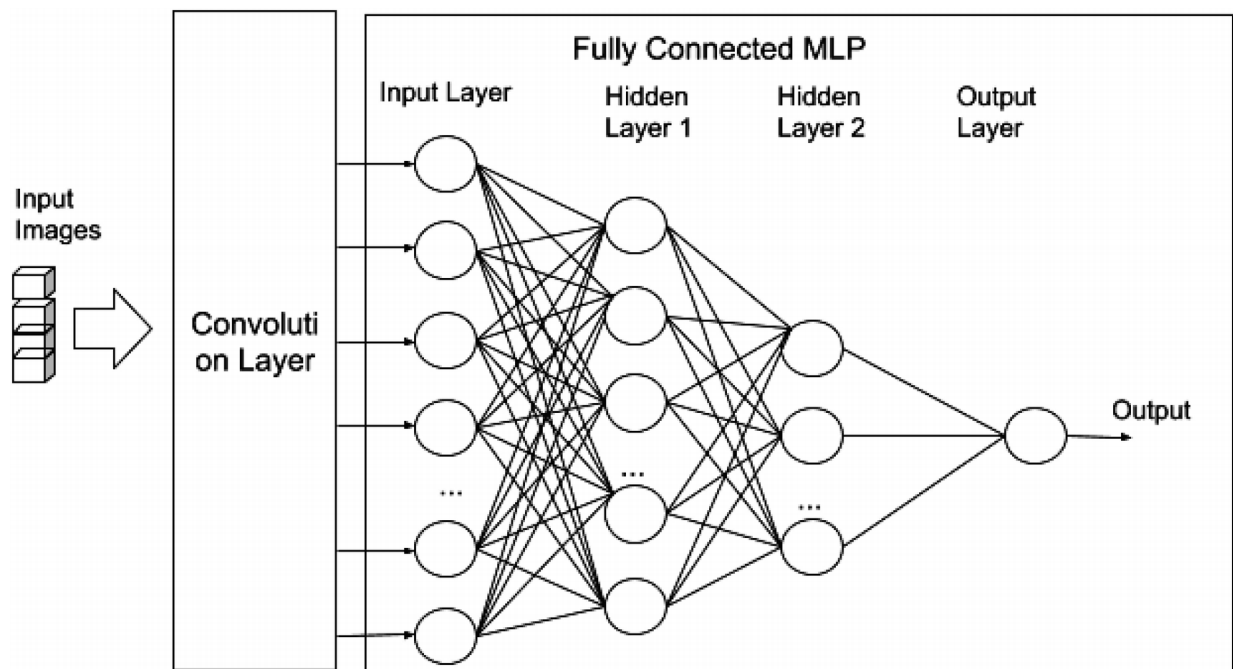 Fully Connected MLP
Input Layer
Hidden
Layer 1
Hidden
Layer 2
Output
Layer
Input
Images
Convoluti
on Layer
...
...
...
Output